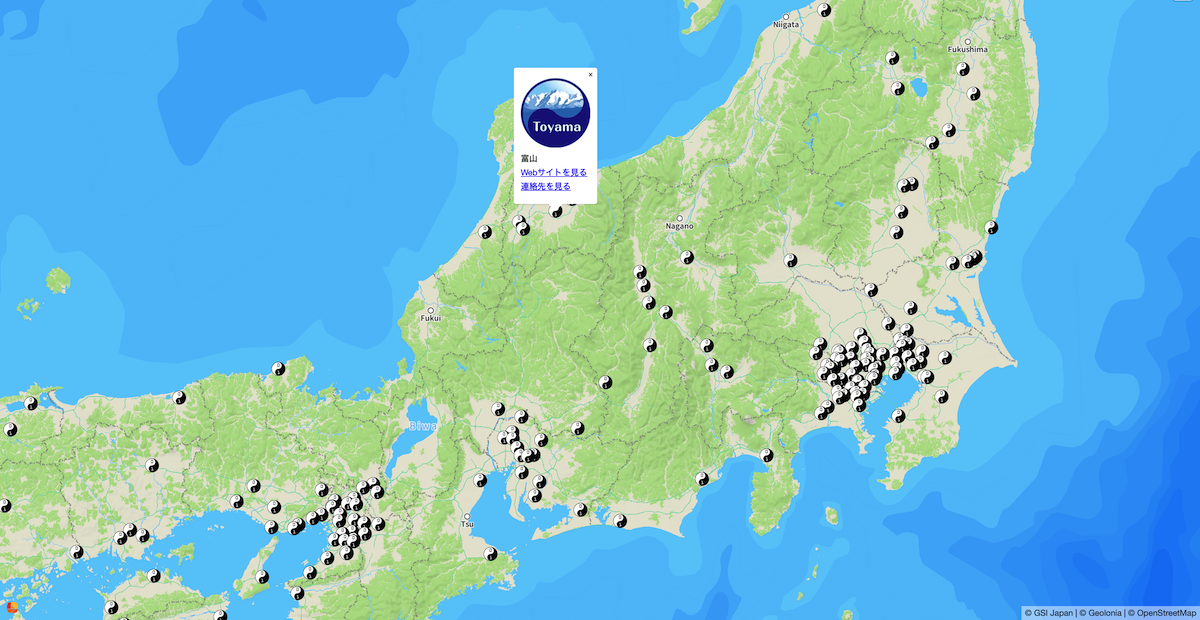 Niigata
Fukushima
×
Toyama
富山
Webサイトを見る
連絡先を見る
Nagano
Fukui
Biwa
Tsu
© GSI Japan | © Geolonia | © OpenStreetMap